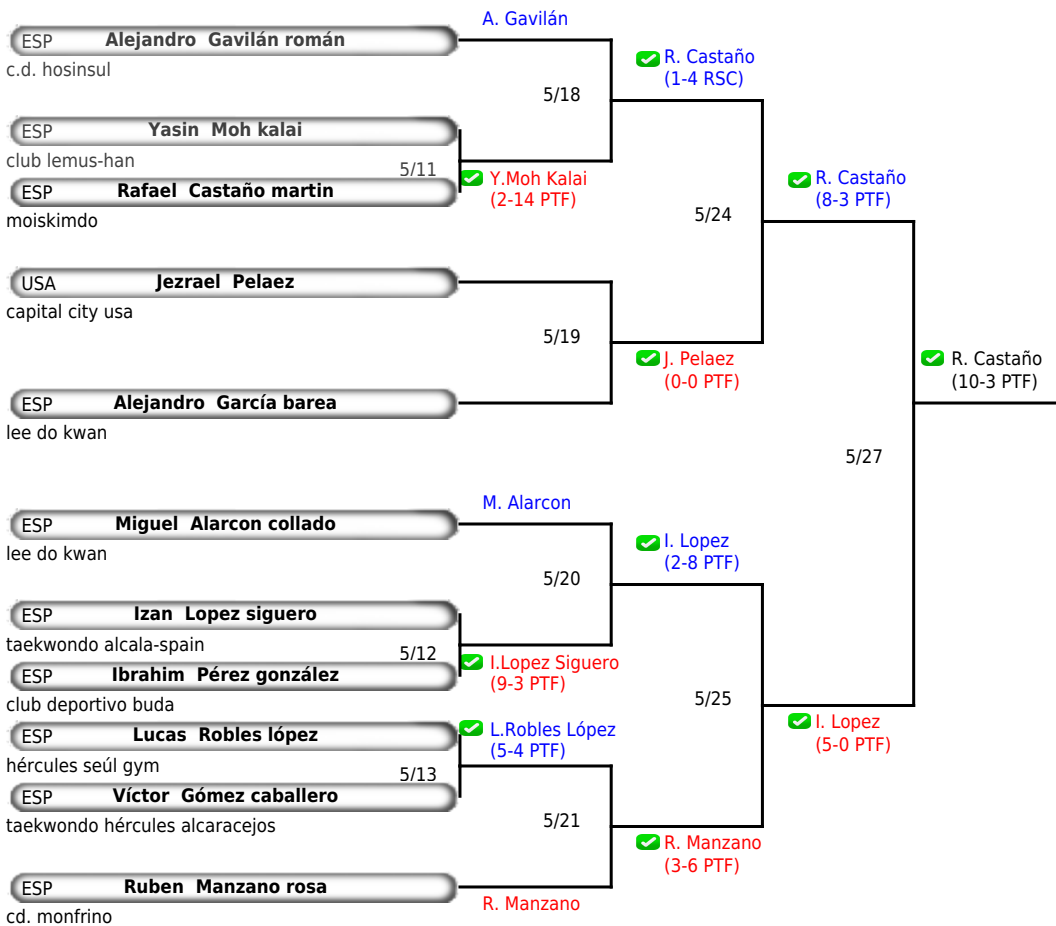 A. Gavilán
ESP Alejandro Gavilán román
c.d. hosinsul
R. Castaño
(1-4 RSC)
5/18
ESP Yasin Moh kalai
club lemus-han
5/11
Y.Moh Kalai
(2-14 PTF)
ESP Rafael Castaño martin
moiskimdo
R. Castaño
(8-3 PTF)
5/24
USA Jezrael Pelaez
capital city usa
5/19
J. Pelaez
(0-0 PTF)
R. Castaño
(10-3 PTF)
ESP Alejandro García barea
lee do kwan
5/27
M. Alarcon
ESP Miguel Alarcon collado
lee do kwan
I. Lopez
(2-8 PTF)
5/20
ESP Izan Lopez siguero
taekwondo alcala-spain
5/12
I.Lopez Siguero
(9-3 PTF)
ESP Ibrahim Pérez gonzález
club deportivo buda
5/25
I. Lopez
(5-0 PTF)
ESP Lucas Robles lópez
hércules seúl gym
L.Robles López
(5-4 PTF)
5/13
ESP Víctor Gómez caballero
taekwondo hércules alcaracejos
5/21
R. Manzano
(3-6 PTF)
ESP Ruben Manzano rosa
cd. monfrino
R. Manzano